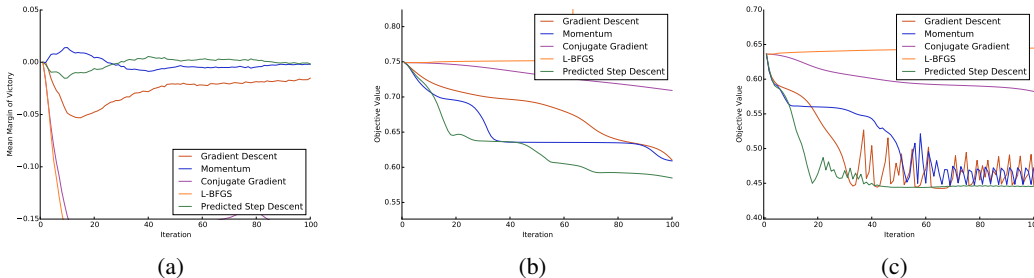 0.10
0.05
0.00
−0.05
−0.10
−0.15
Mean Margin of Victory
Gradient Descent
Momentum
Conjugate Gradient
L-BFGS
Predicted Step Descent
0 20 40 60 80 100
Iteration
(a)
0.80
0.75
0.70
0.65
0.60
0.55
Objective Value
Gradient Descent
Momentum
Conjugate Gradient
L-BFGS
Predicted Step Descent
0 20 40 60 80 100
Iteration
(b)
0.70
0.65
0.60
0.55
0.50
0.45
0.40
Objective Value
Gradient Descent
Momentum
Conjugate Gradient
L-BFGS
Predicted Step Descent
0 20 40 60 80 100
Iteration
(c)